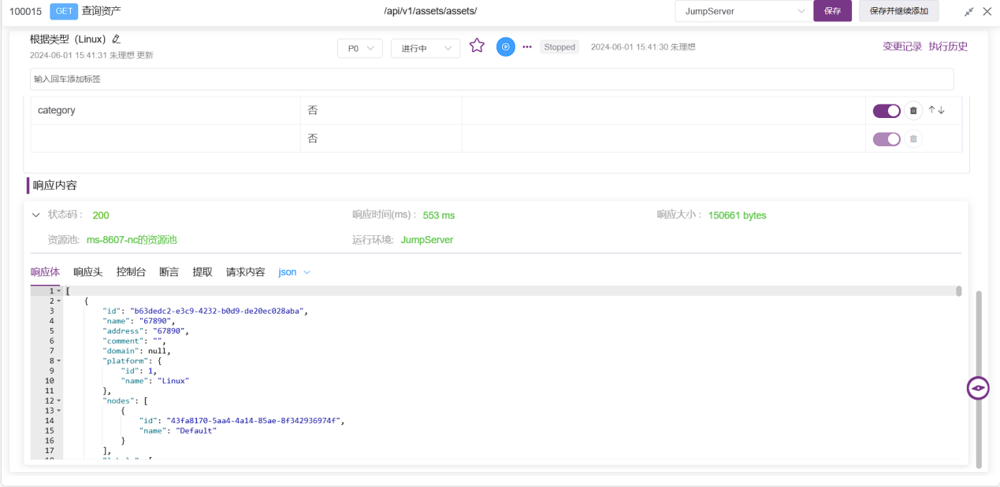 100015 GET 查询资产 /api/v1/assets/assets/ JumpServer 保存 保存并继续添加
根据类型（Linux）
P0 进行中 Stopped 2024-06-01 15:41:30 朱理想 变更记录 执行历史
2024-06-01 15:41:31 朱理想 更新
输入回车添加标签
category 否
否
响应内容
状态码： 200 响应时间(ms)： 553 ms 响应大小： 150661 bytes
资源池: ms-8607-nc的资源池 运行环境: JumpServer
响应体 响应头 控制台 断言 提取 请求内容 json
1 [
2 {
3 "id": "b63dedc2-e3c9-4232-b0d9-de20ec028aba",
4 "name": "67890",
5 "address": "67890",
6 "comment": "",
7 "domain": null,
8 "platform": {
9 "id": 1,
10 "name": "Linux"
11 },
12 "nodes": [
13 {
14 "id": "43fa8170-5aa4-4a14-85ae-8f342936974f",
15 "name": "Default"
16 }
17 ],